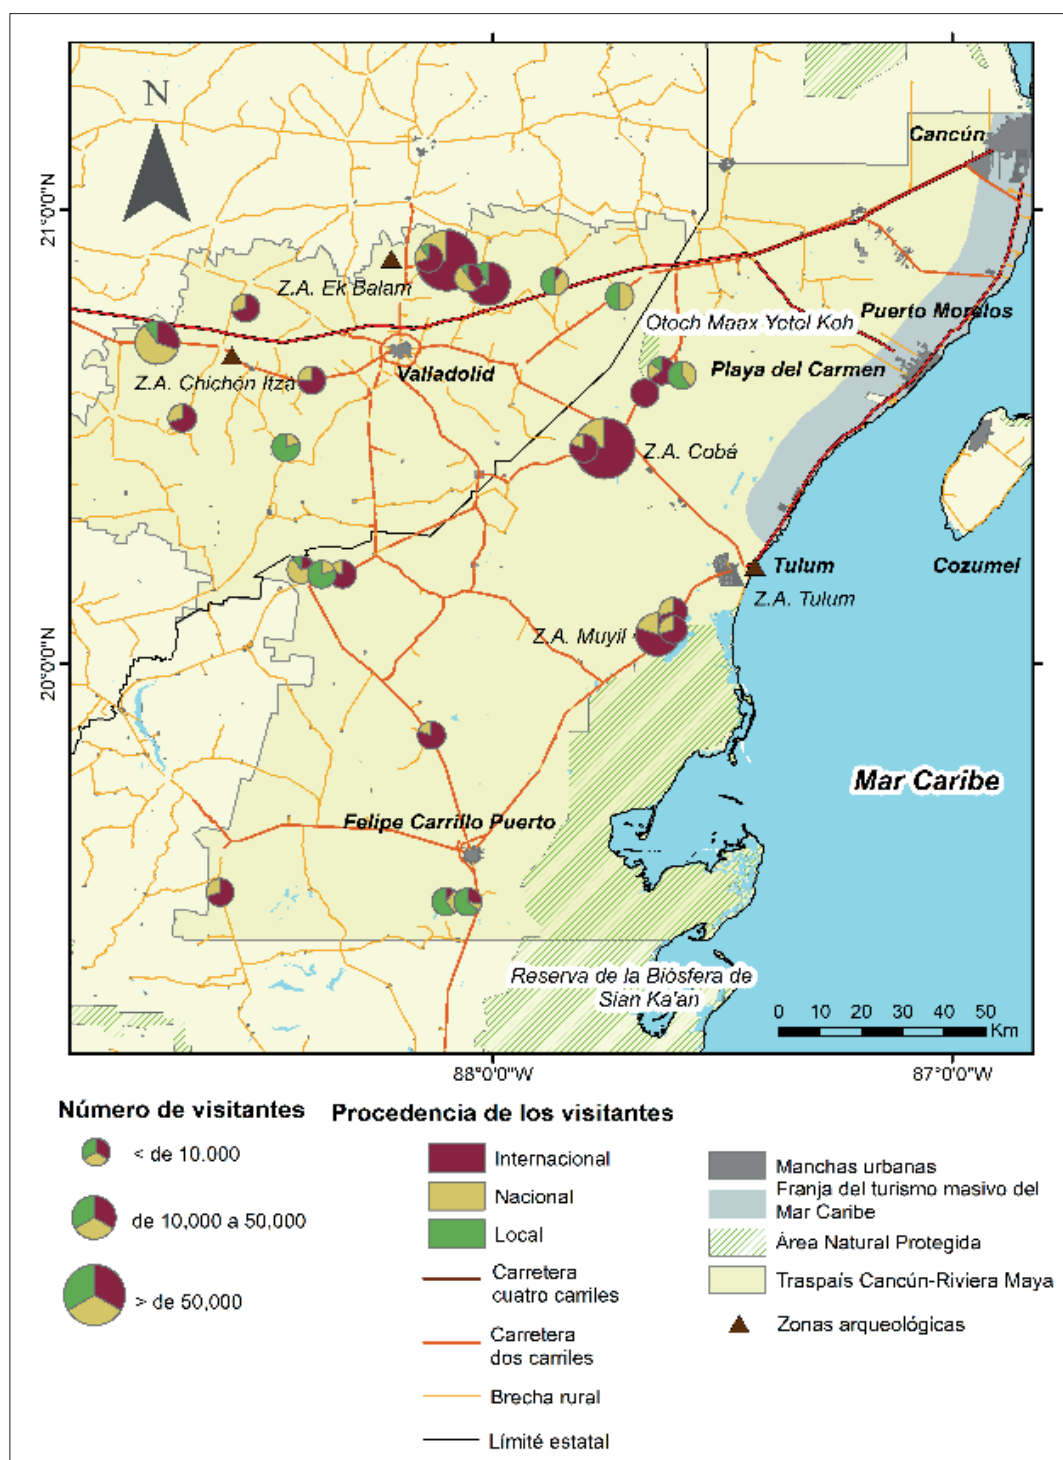 N
Cancún
21°0'0"N
Z.A. Ek Balam
Otoch Maax Yetel Koh
Puerto Morelos
Valladolid
Playa del Carmen
Z.A. Chichón Itzá
Z.A. Cobá
Tulum
Cozumel
Z.A. Tulum
Z.A. Muyil
20°0'0"N
Mar Caribe
Felipe Carrillo Puerto
Reserva de la Biósfera de
Sian Ka'an
0 10 20 30 40 50
Km
88°0'0"W
87°0'0"W
Número de visitantes
< de 10.000
de 10,000 a 50,000
> de 50,000
Procedencia de los visitantes
Internacional
Nacional
Local
Carretera
cuatro carriles
Carretera
dos carriles
Brecha rural
Límité estatal
Manchas urbanas
Franja del turismo masivo del
Mar Caribe
Área Natural Protegida
Traspaís Cancún-Riviera Maya
Zonas arqueológicas